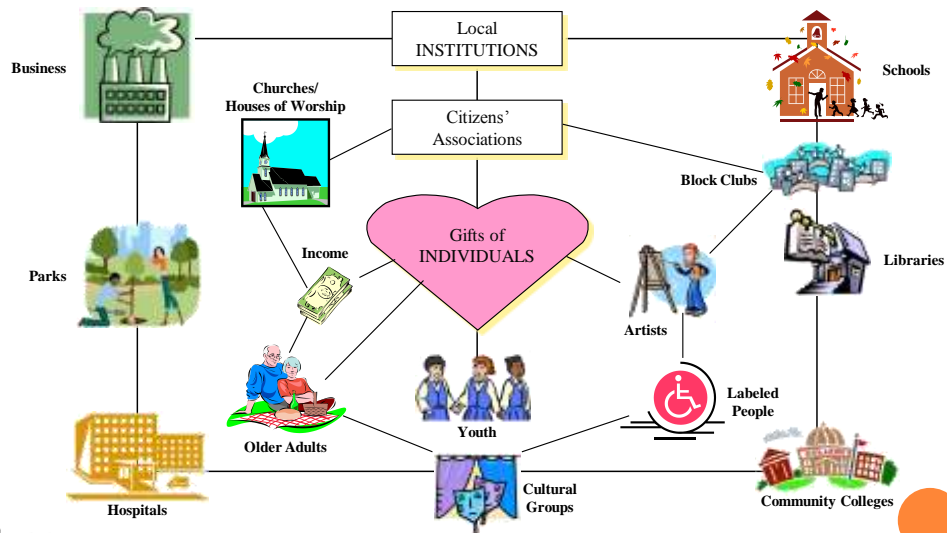 Local
INSTITUTIONS
Business
Schools
Churches/
Houses of Worship
Citizens'
Associations
Block Clubs
Gifts of
INDIVIDUALS
Income
Parks
Libraries
Artists
Labeled
People
Youth
Older Adults
Cultural
Groups
Community Colleges
Hospitals